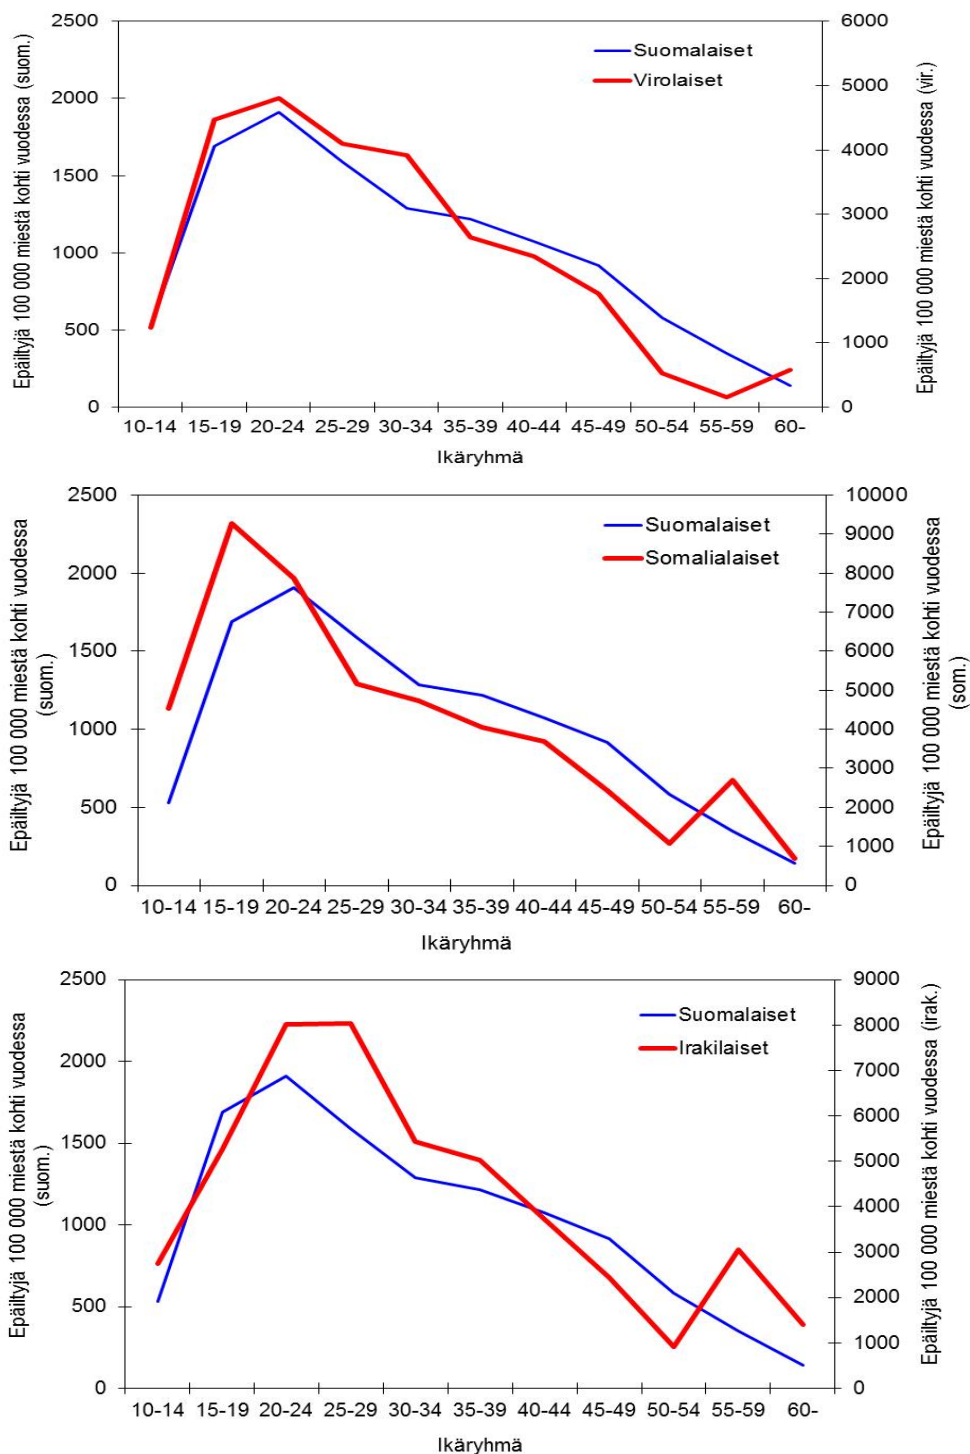 2500
2000
1500
1000
500
0
Epäiltyjä 100 000 miestä kohti vuodessa (suom.)
Suomalaiset
Virolaiset
6000
5000
4000
3000
2000
1000
0
Epäiltyjä 100 000 miestä kohti vuodessa (vir.)
10-14 15-19 20-24 25-29 30-34 35-39 40-44 45-49 50-54 55-59 60-
Ikäryhmä
2500
2000
1500
1000
500
0
Epäiltyjä 100 000 miestä kohti vuodessa
(suom.)
Suomalaiset
Somalialaiset
10000
9000
8000
7000
6000
5000
4000
3000
2000
1000
0
Epäiltyjä 100 000 miestä kohti vuodessa
(som.)
10-14 15-19 20-24 25-29 30-34 35-39 40-44 45-49 50-54 55-59 60-
Ikäryhmä
2500
2000
1500
1000
500
0
Epäiltyjä 100 000 miestä kohti vuodessa
(suom.)
Suomalaiset
Irakilaiset
9000
8000
7000
6000
5000
4000
3000
2000
1000
0
Epäiltyjä 100 000 miestä kohti vuodessa (irak.)
10-14 15-19 20-24 25-29 30-34 35-39 40-44 45-49 50-54 55-59 60-
Ikäryhmä